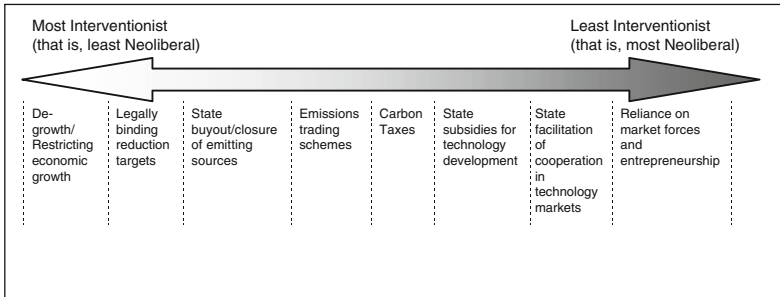 Most Interventionist
(that is, least Neoliberal)
Least Interventionist
(that is, most Neoliberal)
De-
growth/
Restricting
economic
growth
Legally
binding
reduction
targets
State
buyout/closure
of emitting
sources
Emissions
trading
schemes
Carbon
Taxes
State
subsidies for
technology
development
State
facilitation
of
cooperation
in
technology
markets
Reliance on
market forces
and
entrepreneurship